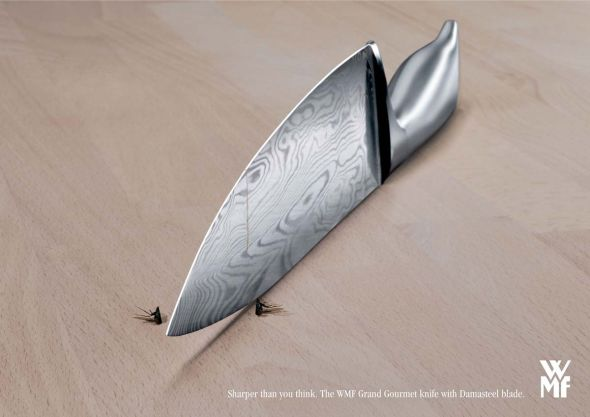 Sharper than you think. The WMF Grand Gourmet knife with Damasteel blade.
WMF